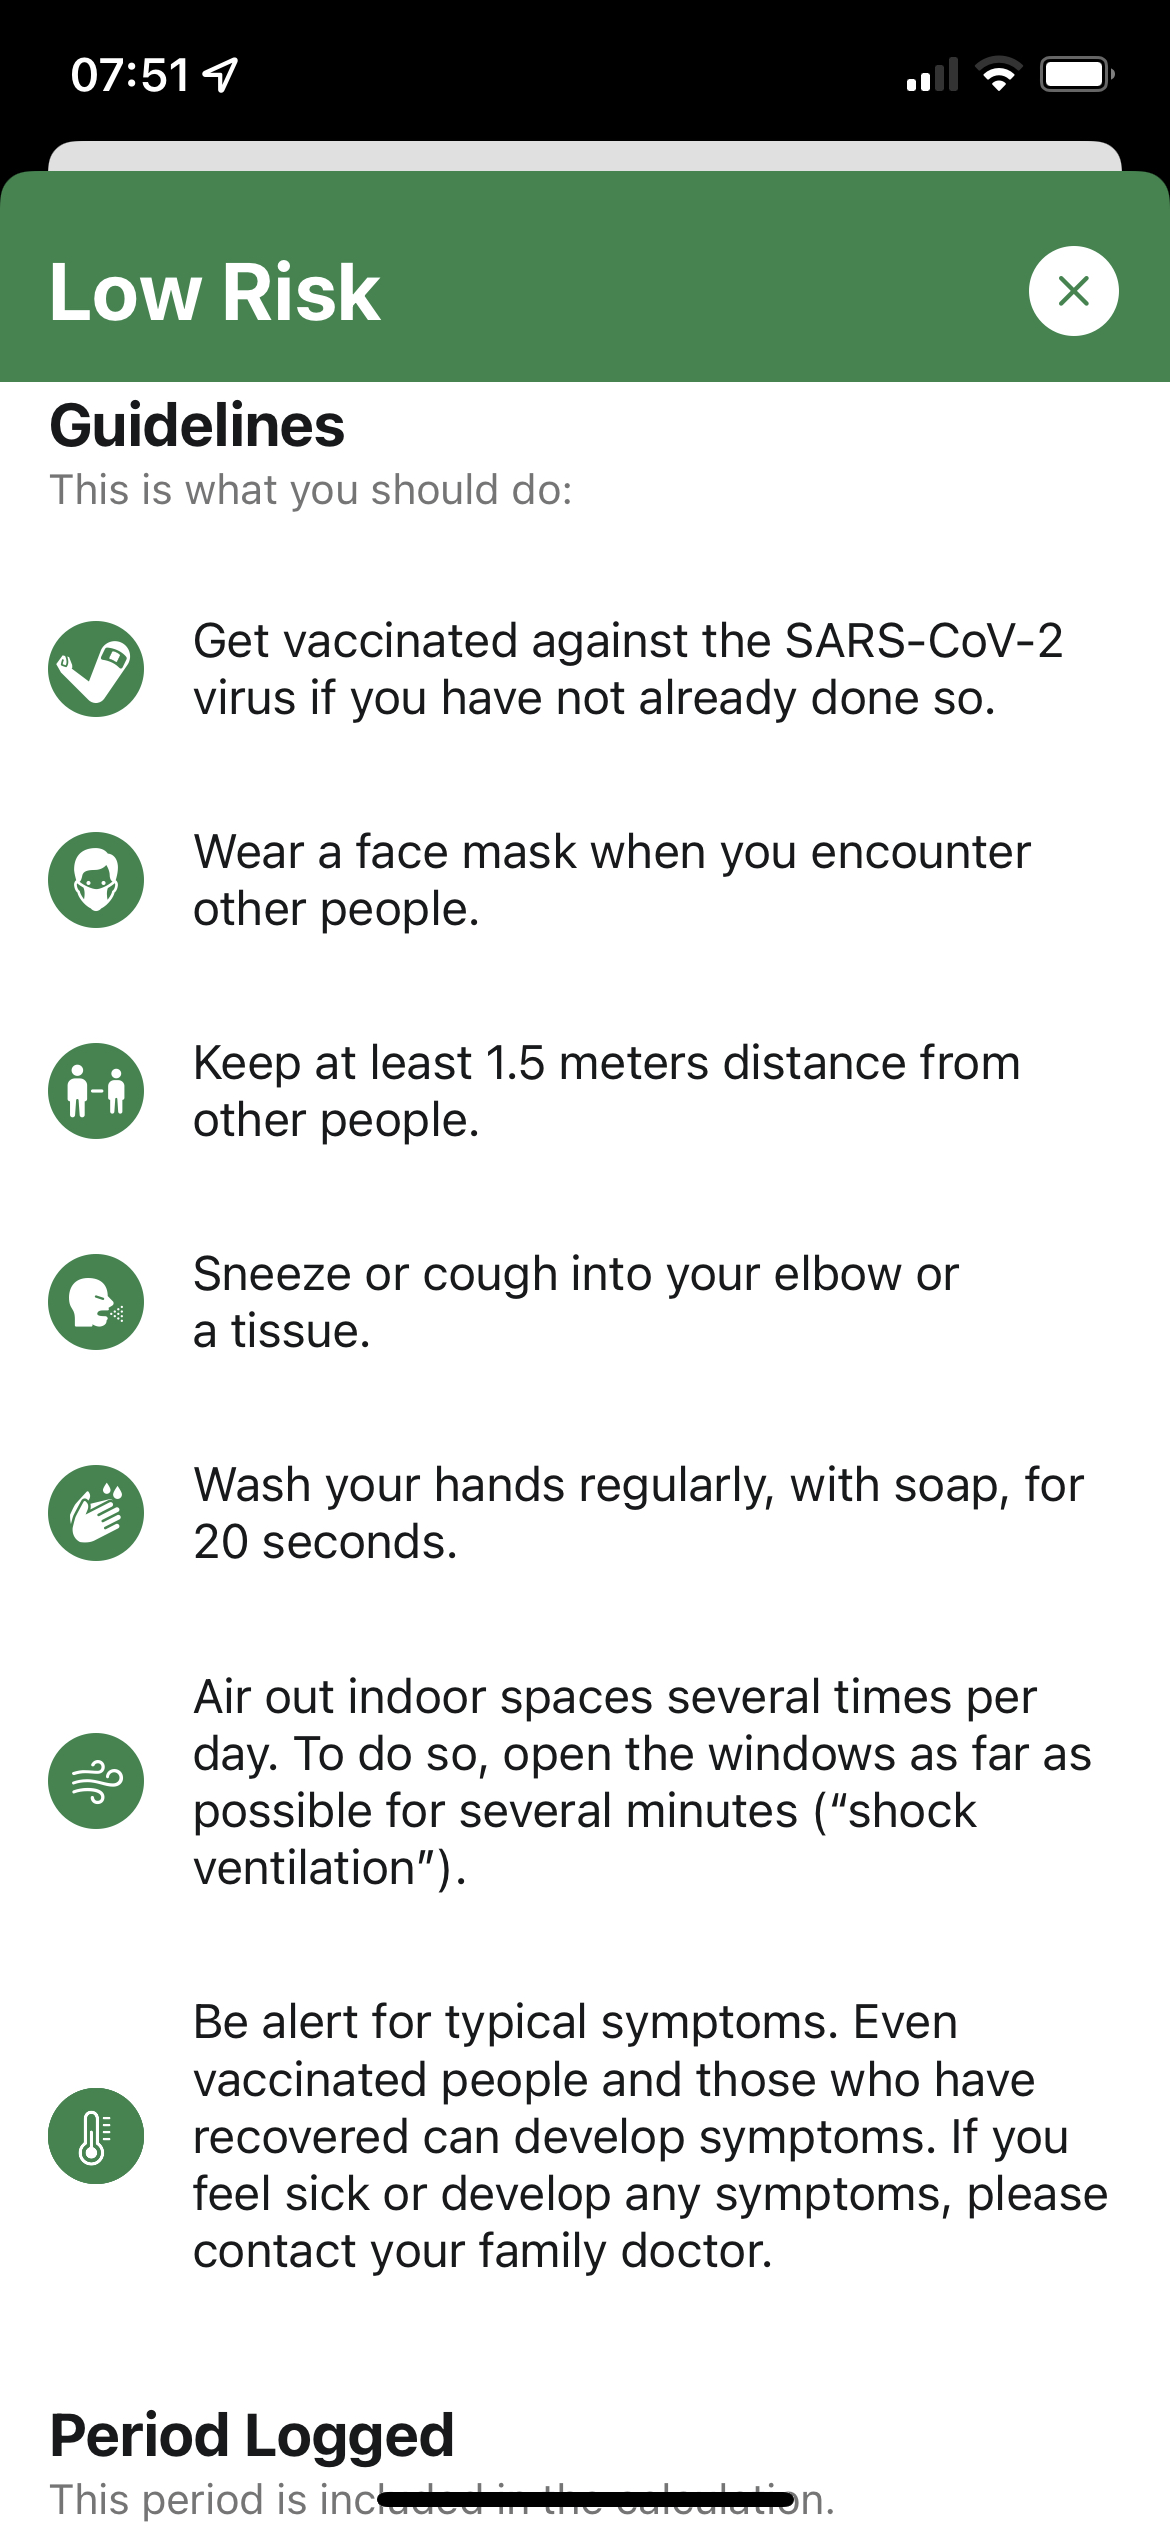 07:51
Low Risk
Guidelines
This is what you should do:
Get vaccinated against the SARS-CoV-2
virus if you have not already done so.
Wear a face mask when you encounter
other people.
Keep at least 1.5 meters distance from
other people.
Sneeze or cough into your elbow or
a tissue.
Wash your hands regularly, with soap, for
20 seconds.
Air out indoor spaces several times per
day. To do so, open the windows as far as
possible for several minutes (“shock
ventilation”).
Be alert for typical symptoms. Even
vaccinated people and those who have
recovered can develop symptoms. If you
feel sick or develop any symptoms, please
contact your family doctor.
Period Logged
This period is included in the calculation.